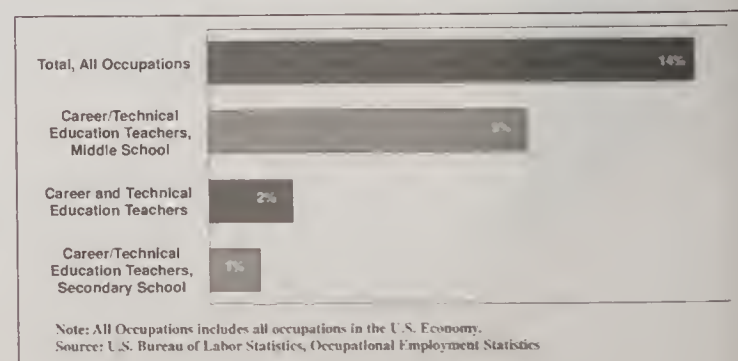 Total, All Occupations
14%
Career/Technical
Education Teachers,
Middle School
9%
Career and Technical
Education Teachers
2%
Career/Technical
Education Teachers,
Secondary School
1%
Note: All Occupations includes all occupations in the U.S. Economy.
Source: U.S. Bureau of Labor Statistics, Occupational Employment Statistics